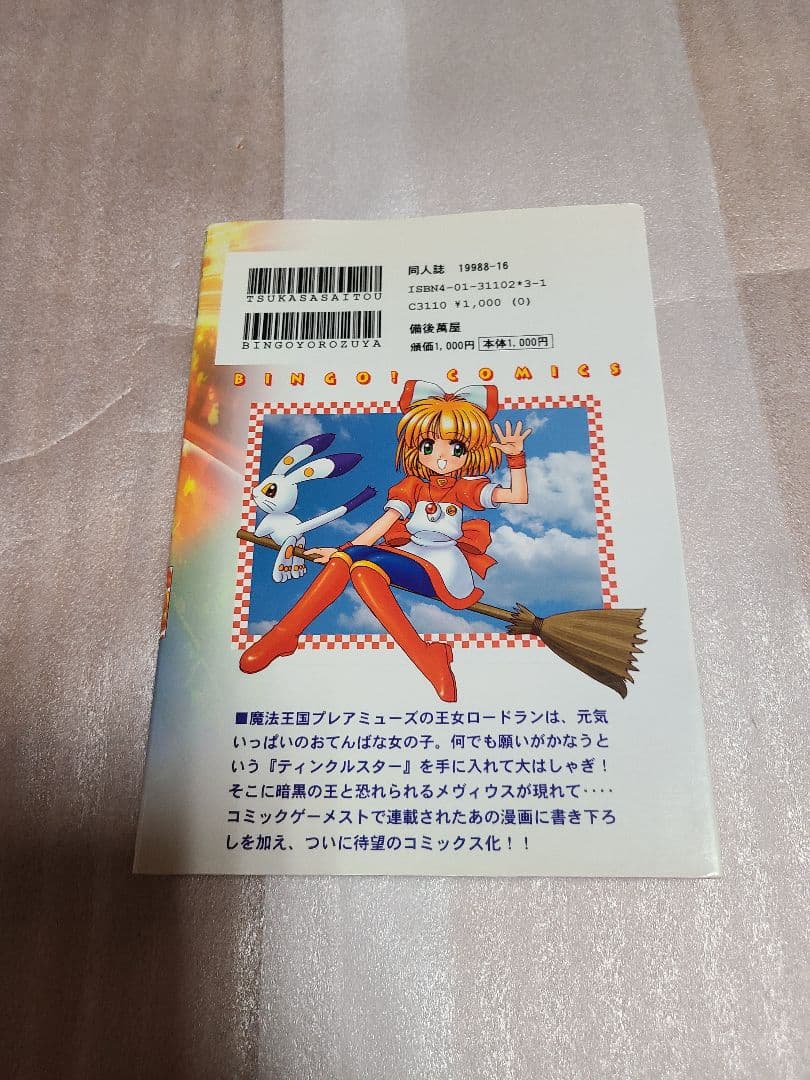 同人誌 19988-16
ISBN4-01-31102*3-1
C3110 ¥1,000 (0)
TSUKASASAITOU
BINGOYOROZUYA
備後萬屋
頒価1,000円 本体1,000円
BINGO! COMICS
■魔法王国プレアミューズの王女ロードランは、元気
いっぱいのおてんばな女の子。何でも願いがかなうと
いう『ティンクルスター』を手に入れて大はしゃぎ！
そこに暗黒の王と恐れられるメヴィウスが現れて‥‥
コミックゲーメストで連載されたあの漫画に書き下ろ
しを加え、ついに待望のコミックス化！！